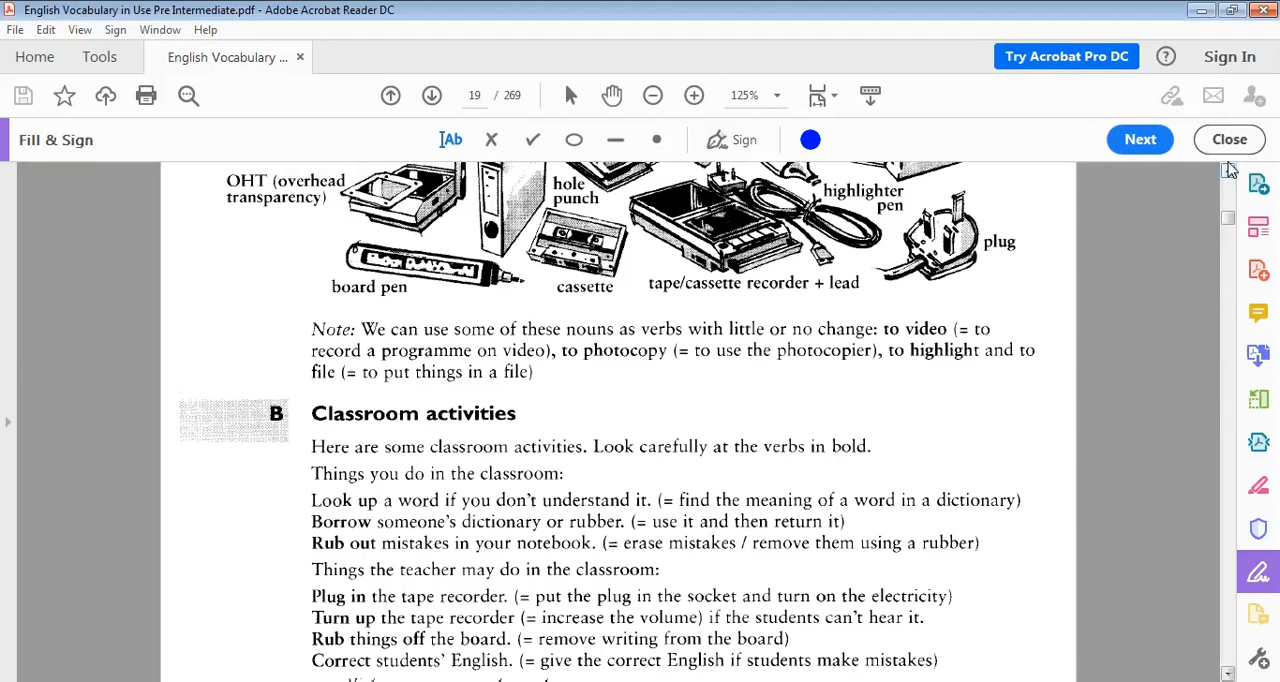 English Vocabulary in Use Pre Intermediate.pdf - Adobe Acrobat Reader DC
File Edit View Sign Window Help
Home Tools English Vocabulary ... × Try Acrobat Pro DC Sign In
19 / 269 125%
Fill & Sign Ab Sign Next Close
OHT (overhead
transparency)
hole
punch
highlighter
pen
plug
board pen
cassette
tape/cassette recorder + lead
Note: We can use some of these nouns as verbs with little or no change: to video (= to
record a programme on video), to photocopy (= to use the photocopier), to highlight and to
file (= to put things in a file)
B Classroom activities
Here are some classroom activities. Look carefully at the verbs in bold.
Things you do in the classroom:
Look up a word if you don't understand it. (= find the meaning of a word in a dictionary)
Borrow someone's dictionary or rubber. (= use it and then return it)
Rub out mistakes in your notebook. (= erase mistakes / remove them using a rubber)
Things the teacher may do in the classroom:
Plug in the tape recorder. (= put the plug in the socket and turn on the electricity)
Turn up the tape recorder (= increase the volume) if the students can't hear it.
Rub things off the board. (= remove writing from the board)
Correct students' English. (= give the correct English if students make mistakes)